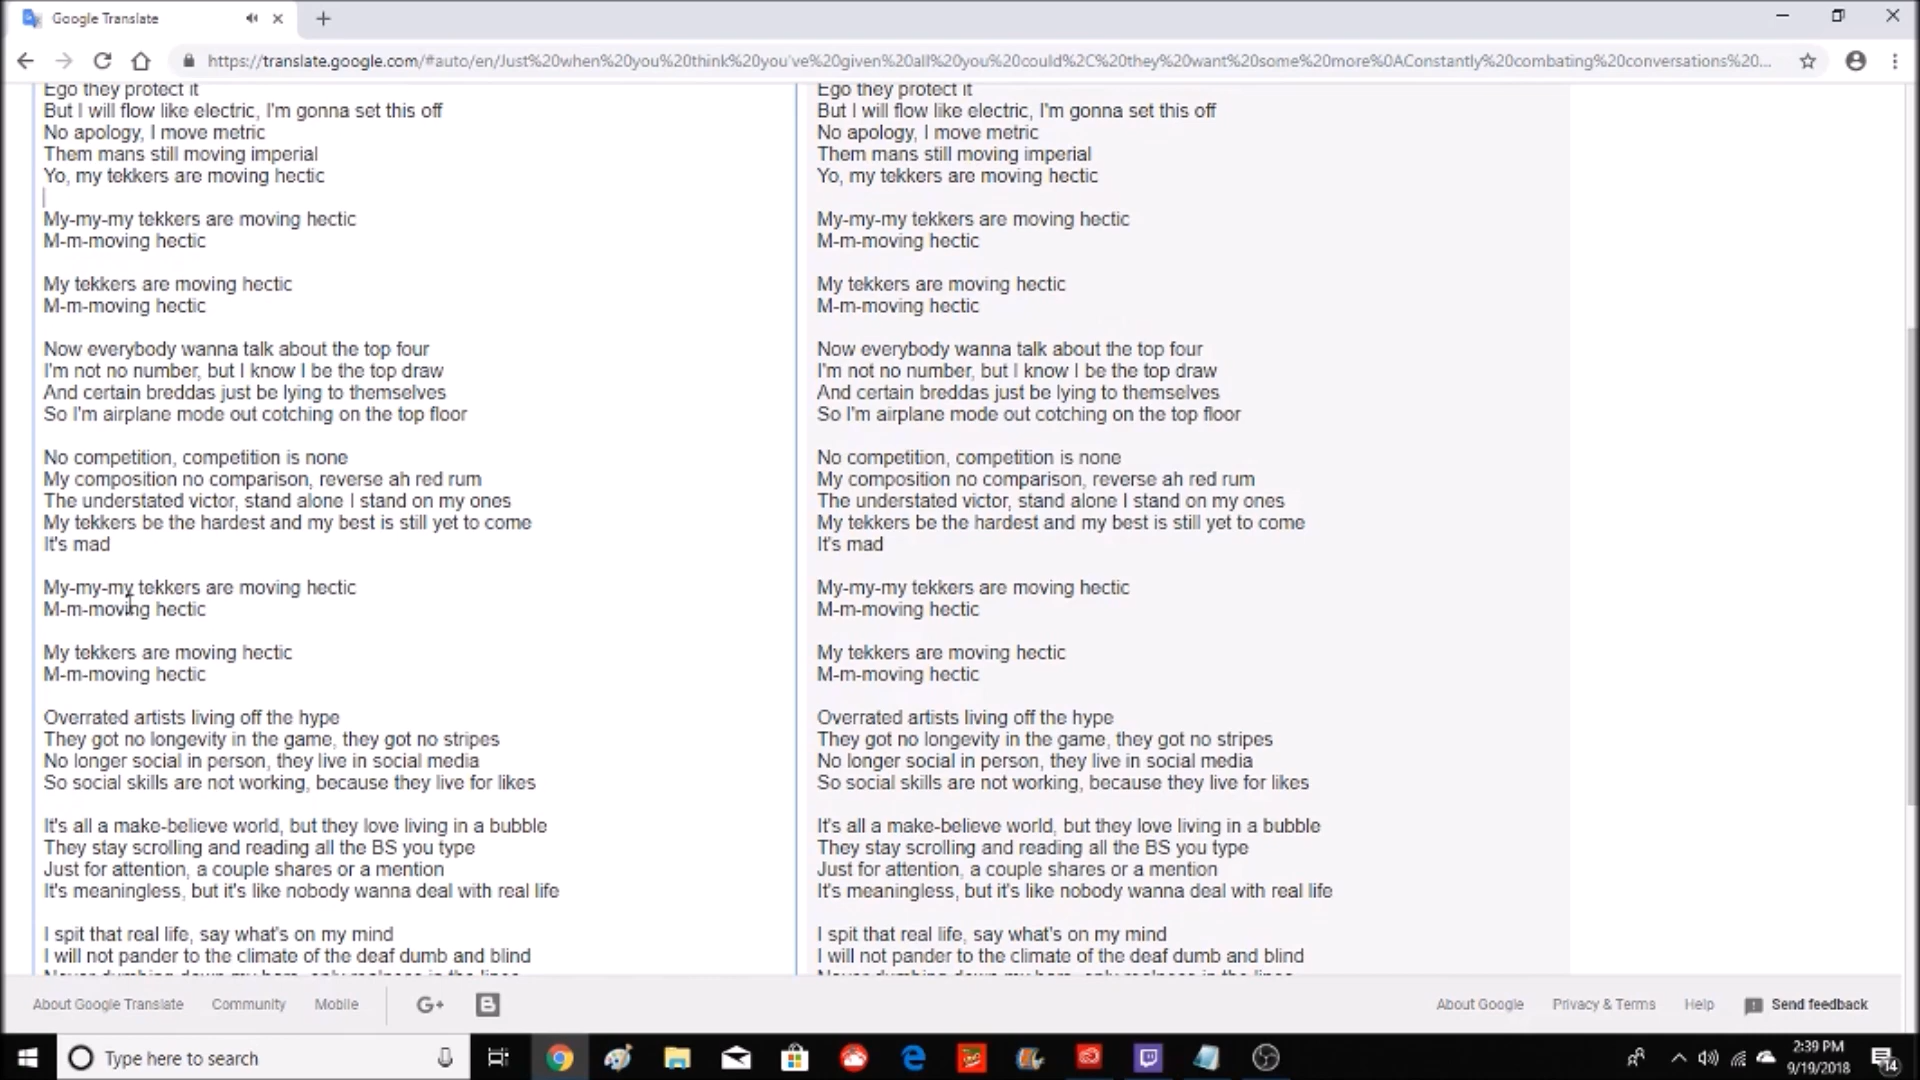 Google Translate
https://translate.google.com/#auto/en/Just%20when%20you%20think%20you've%20given%20all%20you%20could%2C%20they%20want%20some%20more%0AConstantly%20combating%20conversations%20...
Ego they protect it
But I will flow like electric, I'm gonna set this off
No apology, I move metric
Them mans still moving imperial
Yo, my tekkers are moving hectic
My-my-my tekkers are moving hectic
M-m-moving hectic
My tekkers are moving hectic
M-m-moving hectic
Now everybody wanna talk about the top four
I'm not no number, but I know I be the top draw
And certain breddas just be lying to themselves
So I'm airplane mode out cotching on the top floor
No competition, competition is none
My composition no comparison, reverse ah red rum
The understated victor, stand alone I stand on my ones
My tekkers be the hardest and my best is still yet to come
It's mad
My-my-my tekkers are moving hectic
M-m-moving hectic
My tekkers are moving hectic
M-m-moving hectic
Overrated artists living off the hype
They got no longevity in the game, they got no stripes
No longer social in person, they live in social media
So social skills are not working, because they live for likes
It's all a make-believe world, but they love living in a bubble
They stay scrolling and reading all the BS you type
Just for attention, a couple shares or a mention
It's meaningless, but it's like nobody wanna deal with real life
I spit that real life, say what's on my mind
I will not pander to the climate of the deaf dumb and blind
Ego they protect it
But I will flow like electric, I'm gonna set this off
No apology, I move metric
Them mans still moving imperial
Yo, my tekkers are moving hectic
My-my-my tekkers are moving hectic
M-m-moving hectic
My tekkers are moving hectic
M-m-moving hectic
Now everybody wanna talk about the top four
I'm not no number, but I know I be the top draw
And certain breddas just be lying to themselves
So I'm airplane mode out cotching on the top floor
No competition, competition is none
My composition no comparison, reverse ah red rum
The understated victor, stand alone I stand on my ones
My tekkers be the hardest and my best is still yet to come
It's mad
My-my-my tekkers are moving hectic
M-m-moving hectic
My tekkers are moving hectic
M-m-moving hectic
Overrated artists living off the hype
They got no longevity in the game, they got no stripes
No longer social in person, they live in social media
So social skills are not working, because they live for likes
It's all a make-believe world, but they love living in a bubble
They stay scrolling and reading all the BS you type
Just for attention, a couple shares or a mention
It's meaningless, but it's like nobody wanna deal with real life
I spit that real life, say what's on my mind
I will not pander to the climate of the deaf dumb and blind
About Google Translate Community Mobile G+ B About Google Privacy & Terms Help Send feedback
Type here to search
2:39 PM
9/19/2018
14